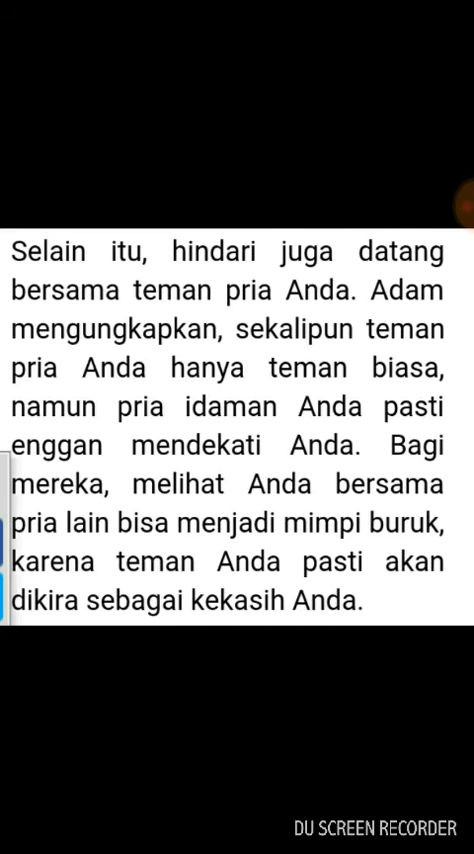 Selain itu, hindari juga datang
bersama teman pria Anda. Adam
mengungkapkan, sekalipun teman
pria Anda hanya teman biasa,
namun pria idaman Anda pasti
enggan mendekati Anda. Bagi
mereka, melihat Anda bersama
pria lain bisa menjadi mimpi buruk,
karena teman Anda pasti akan
dikira sebagai kekasih Anda.
DU SCREEN RECORDER